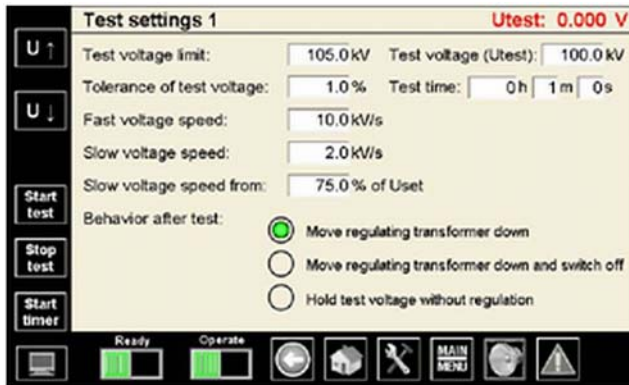 Test settings 1
Utest: 0.000 V
U ↑
Test voltage limit: 105.0 kV Test voltage (Utest): 100.0 kV
Tolerance of test voltage: 1.0 % Test time: 0 h 1 m 0 s
U ↓
Fast voltage speed: 10.0 kV/s
Slow voltage speed: 2.0 kV/s
Slow voltage speed from: 75.0 % of Uset
Start
test
Behavior after test:
Move regulating transformer down
Stop
test
Move regulating transformer down and switch off
Start
timer
Hold test voltage without regulation
Ready
Operate
MAIN
MENU